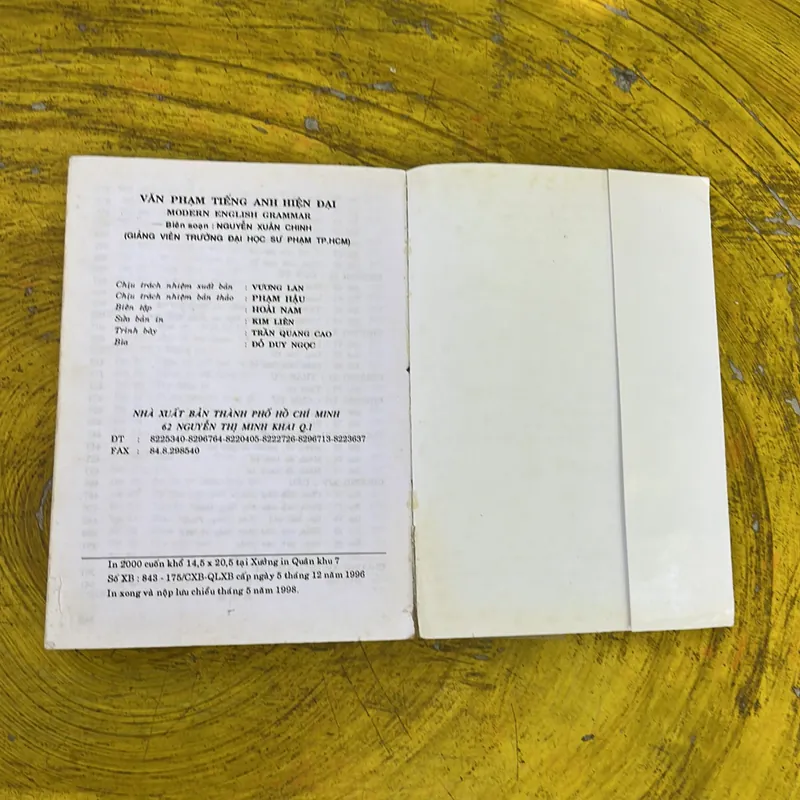 VĂN PHẠM TIẾNG ANH HIỆN ĐẠI
MODERN ENGLISH GRAMMAR
Biên soạn : NGUYỄN XUÂN CHINH
(GIẢNG VIÊN TRƯỜNG ĐẠI HỌC SƯ PHẠM TP.HCM)
Chịu trách nhiệm xuất bản : VƯƠNG LAN
Chịu trách nhiệm bản thảo : PHẠM HẬU
Biên tập : HOÀI NAM
Sửa bản in : KIM LIÊN
Trình bày : TRẦN QUANG CAO
Bìa : ĐỖ DUY NGỌC
NHÀ XUẤT BẢN THÀNH PHỐ HỒ CHÍ MINH
62 NGUYỄN THỊ MINH KHAI Q.1
ĐT : 8225340-8296764-8220405-8222726-8296713-8223637
FAX : 84.8.298540
In 2000 cuốn khổ 14,5 x 20,5 tại Xưởng in Quân khu 7
Số XB : 843 - 175/CXB-QLXB cấp ngày 5 tháng 12 năm 1996
In xong và nộp lưu chiểu tháng 5 năm 1998.